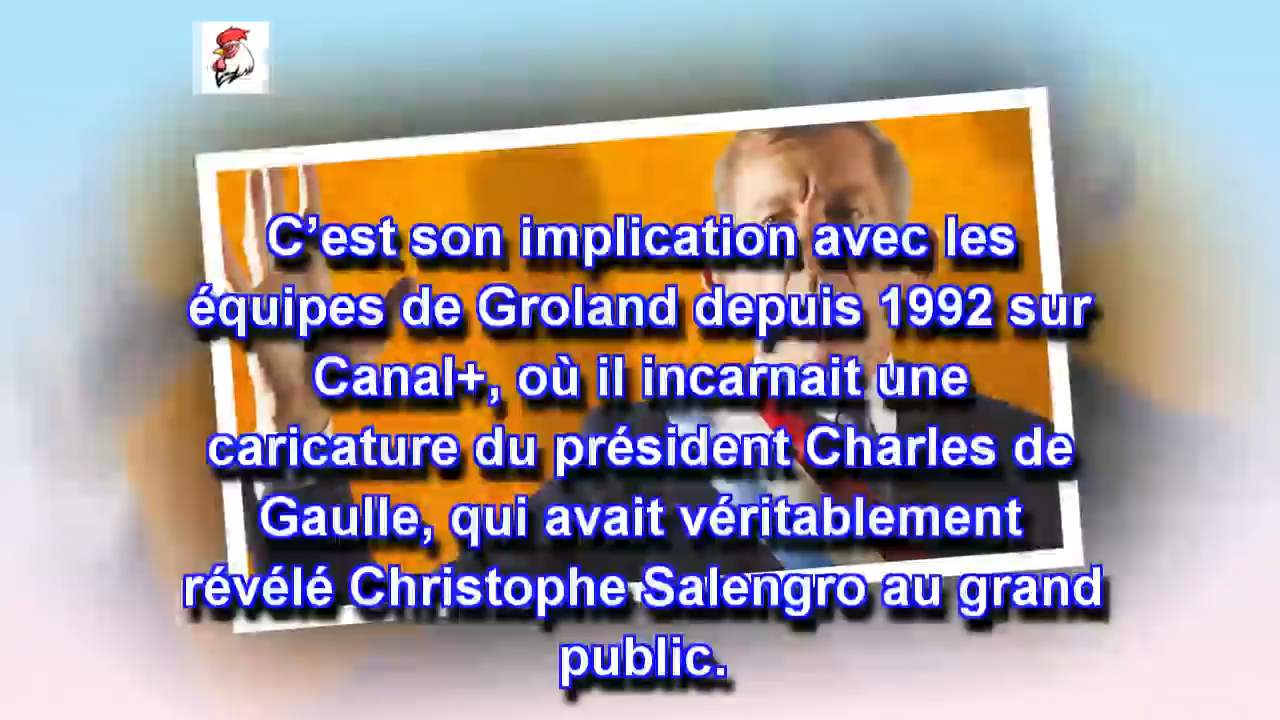 C’est son implication avec les
équipes de Groland depuis 1992 sur
Canal+, où il incarnait une
caricature du président Charles de
Gaulle, qui avait véritablement
révélé Christophe Salengro au grand
public.